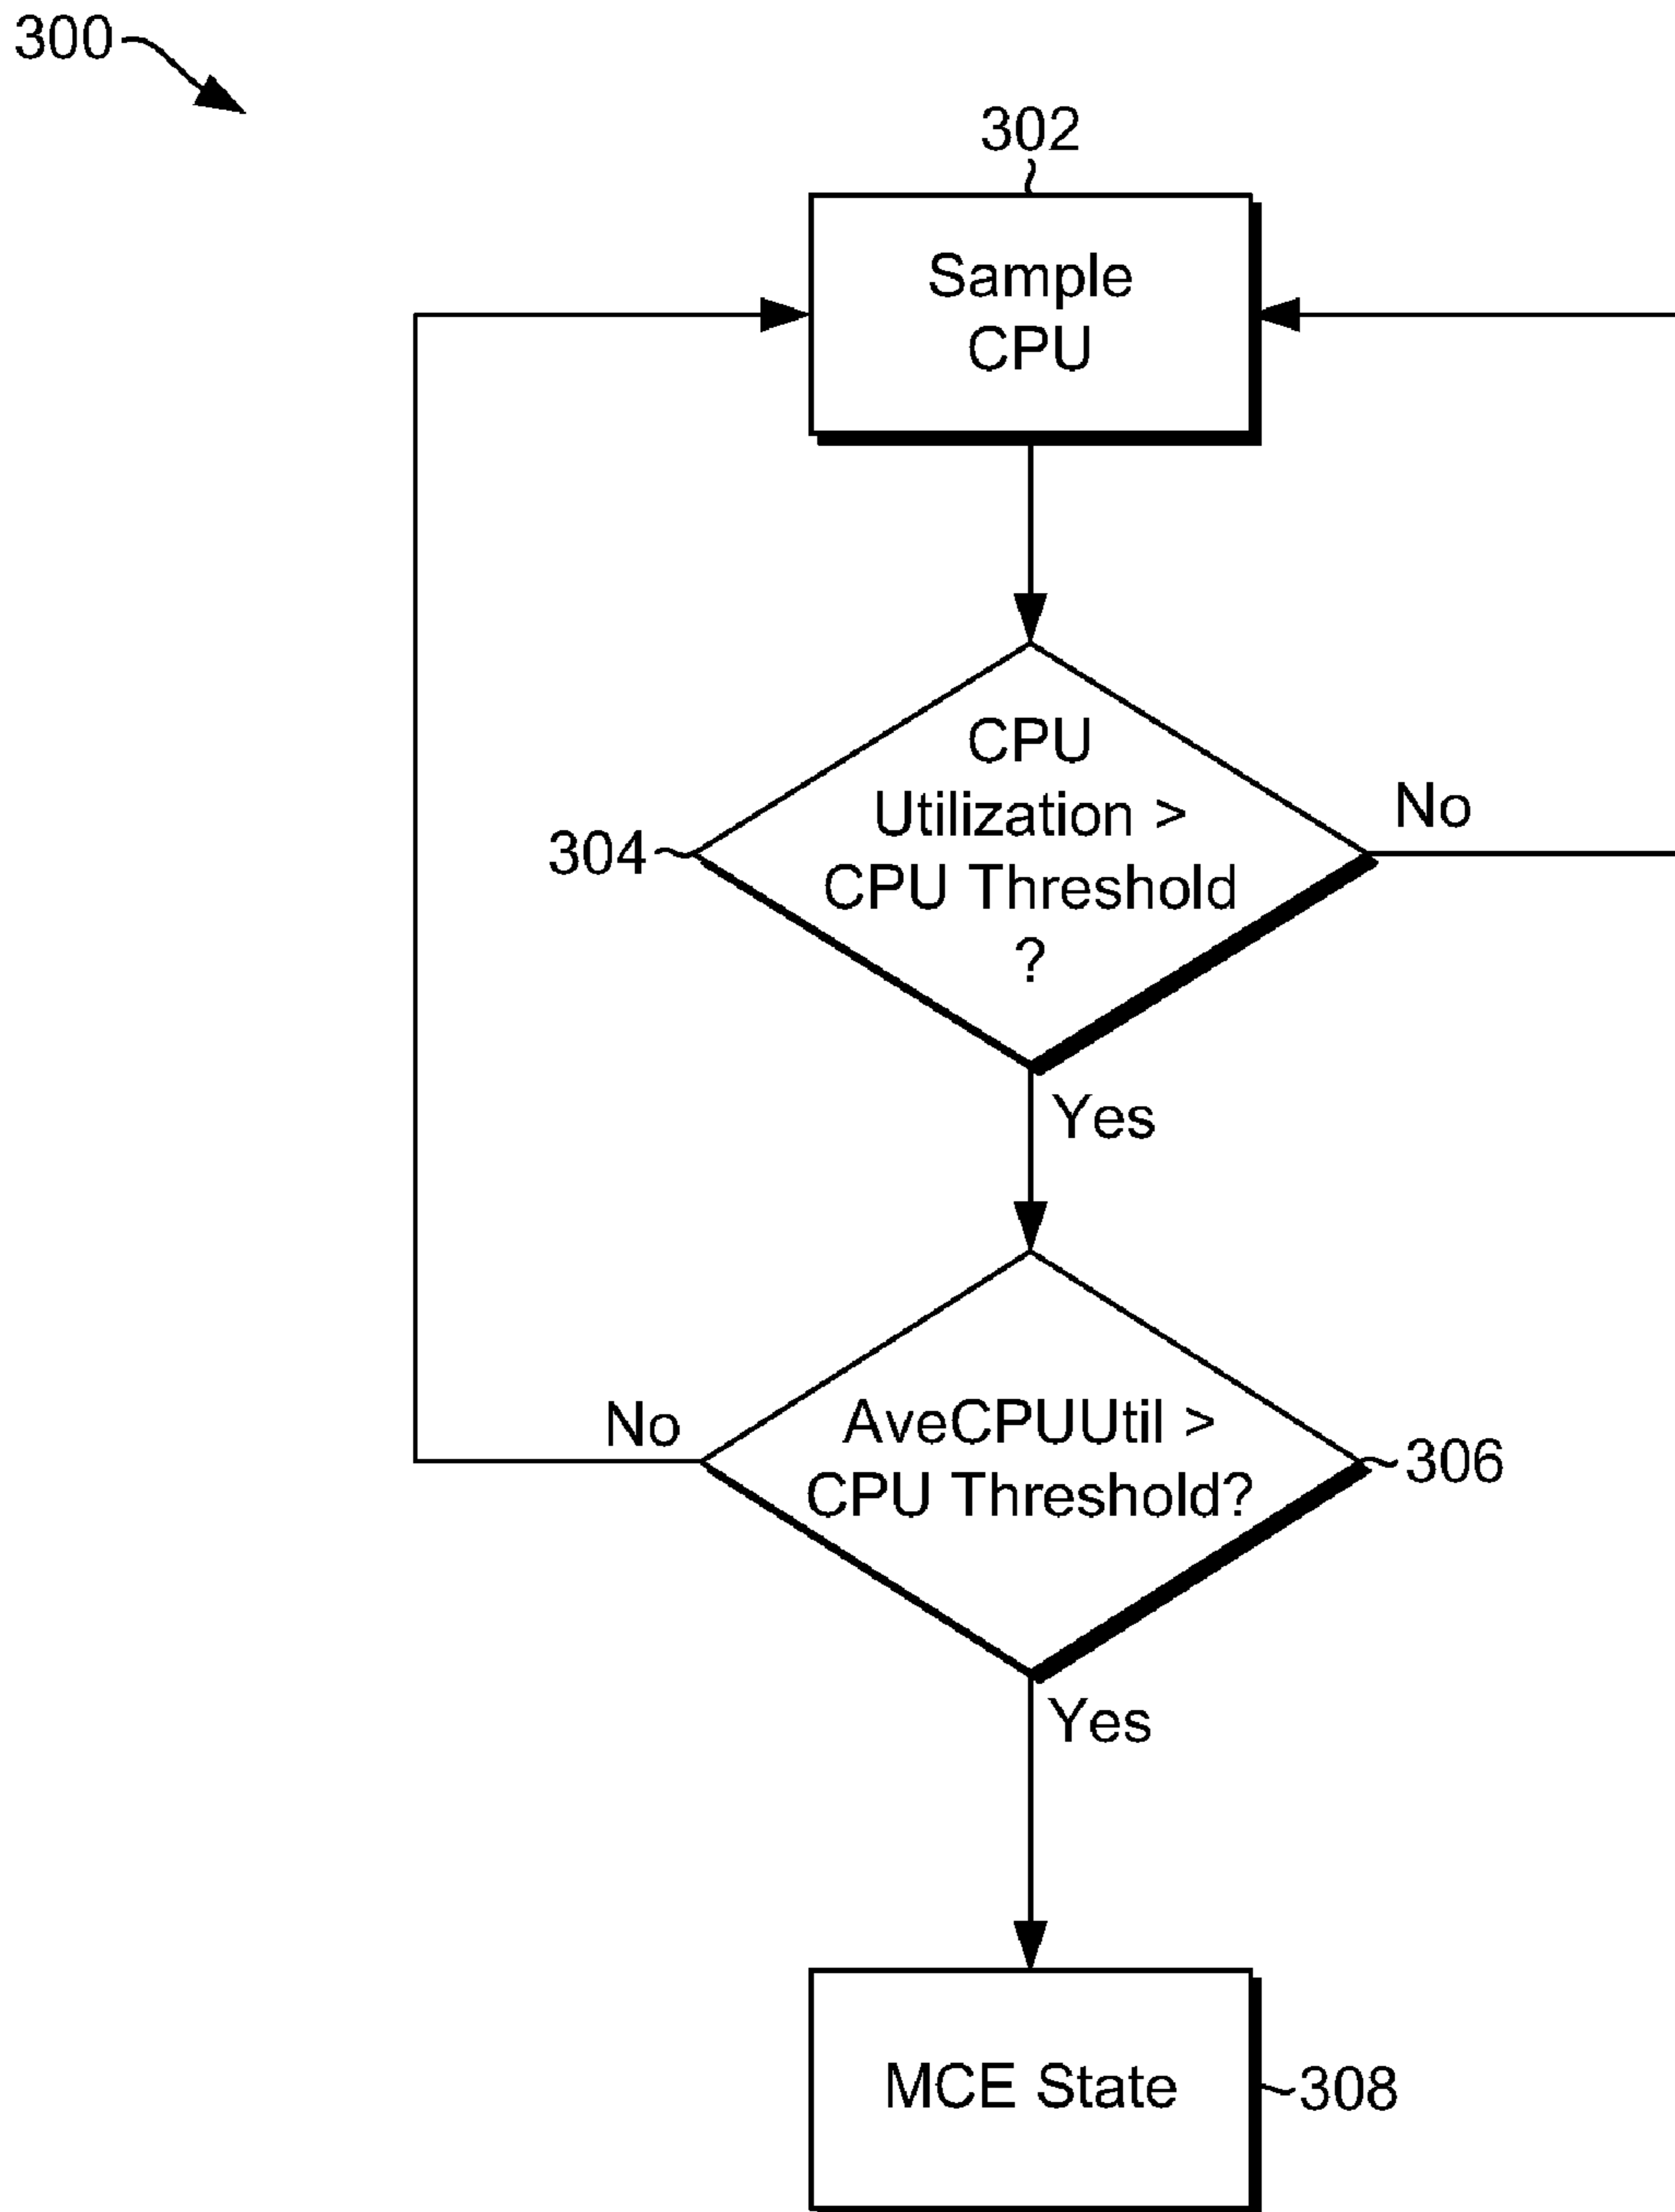 300
302
Sample
CPU
CPU
Utilization >
CPU Threshold
?
304
No
Yes
AveCPUUtil >
CPU Threshold?
No
306
Yes
MCE State
308